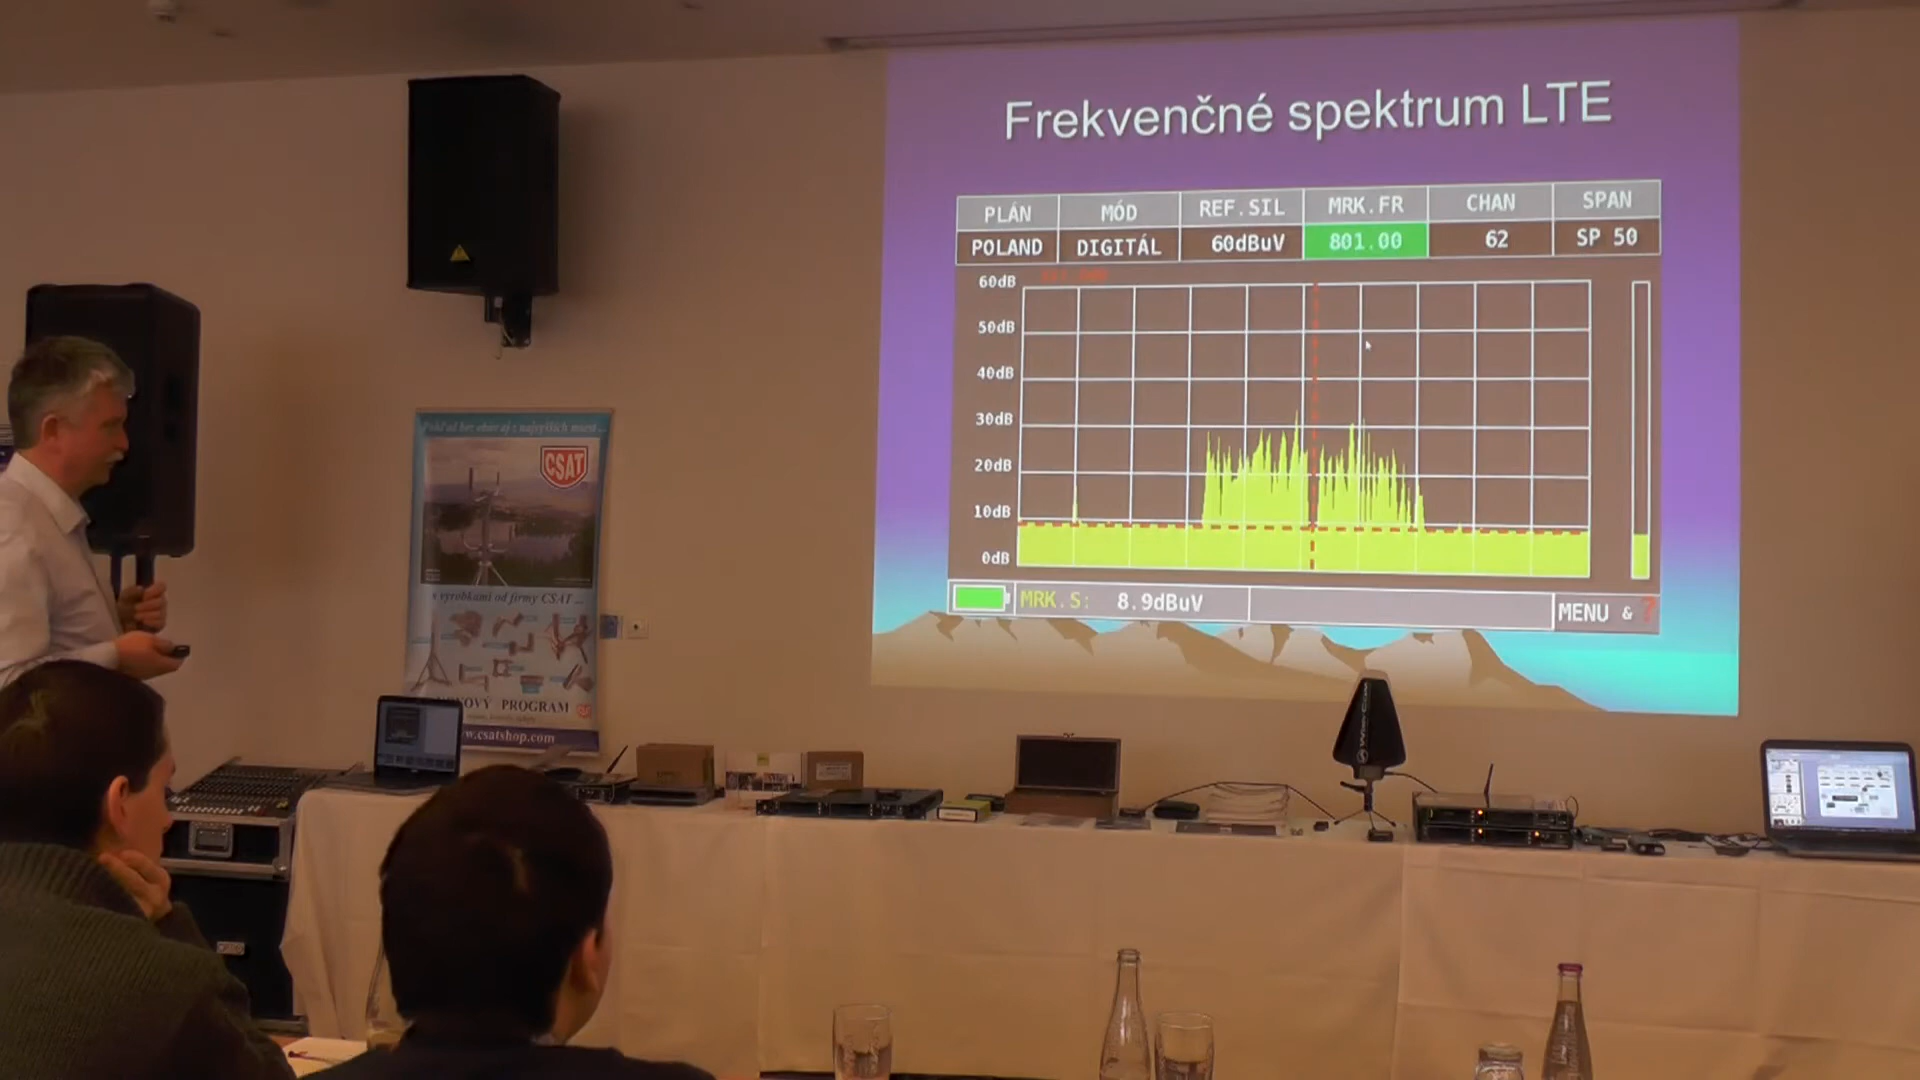 Frekvenčné spektrum LTE
PLÁN MÓD REF.SIL MRK.FR CHAN SPAN
POLAND DIGITÁL 60dBuV 801.00 62 SP 50
60dB
50dB
40dB
30dB
20dB
10dB
0dB
MRK.S: 8.9dBuV MENU & ?
CSAT
výrobkami od firmy CSAT ...
PROGRAM
w.csatshop.com